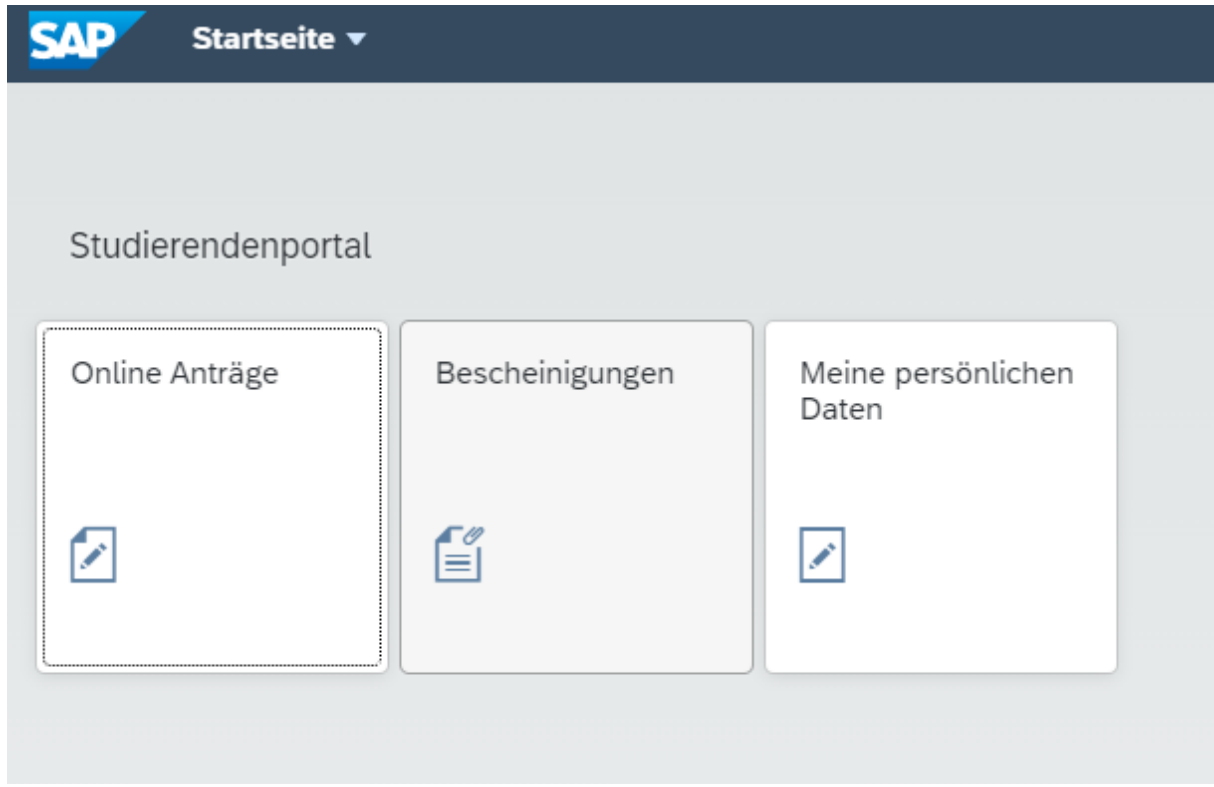 SAP Startseite
Studierendenportal
Online Anträge
Bescheinigungen
Meine persönlichen
Daten